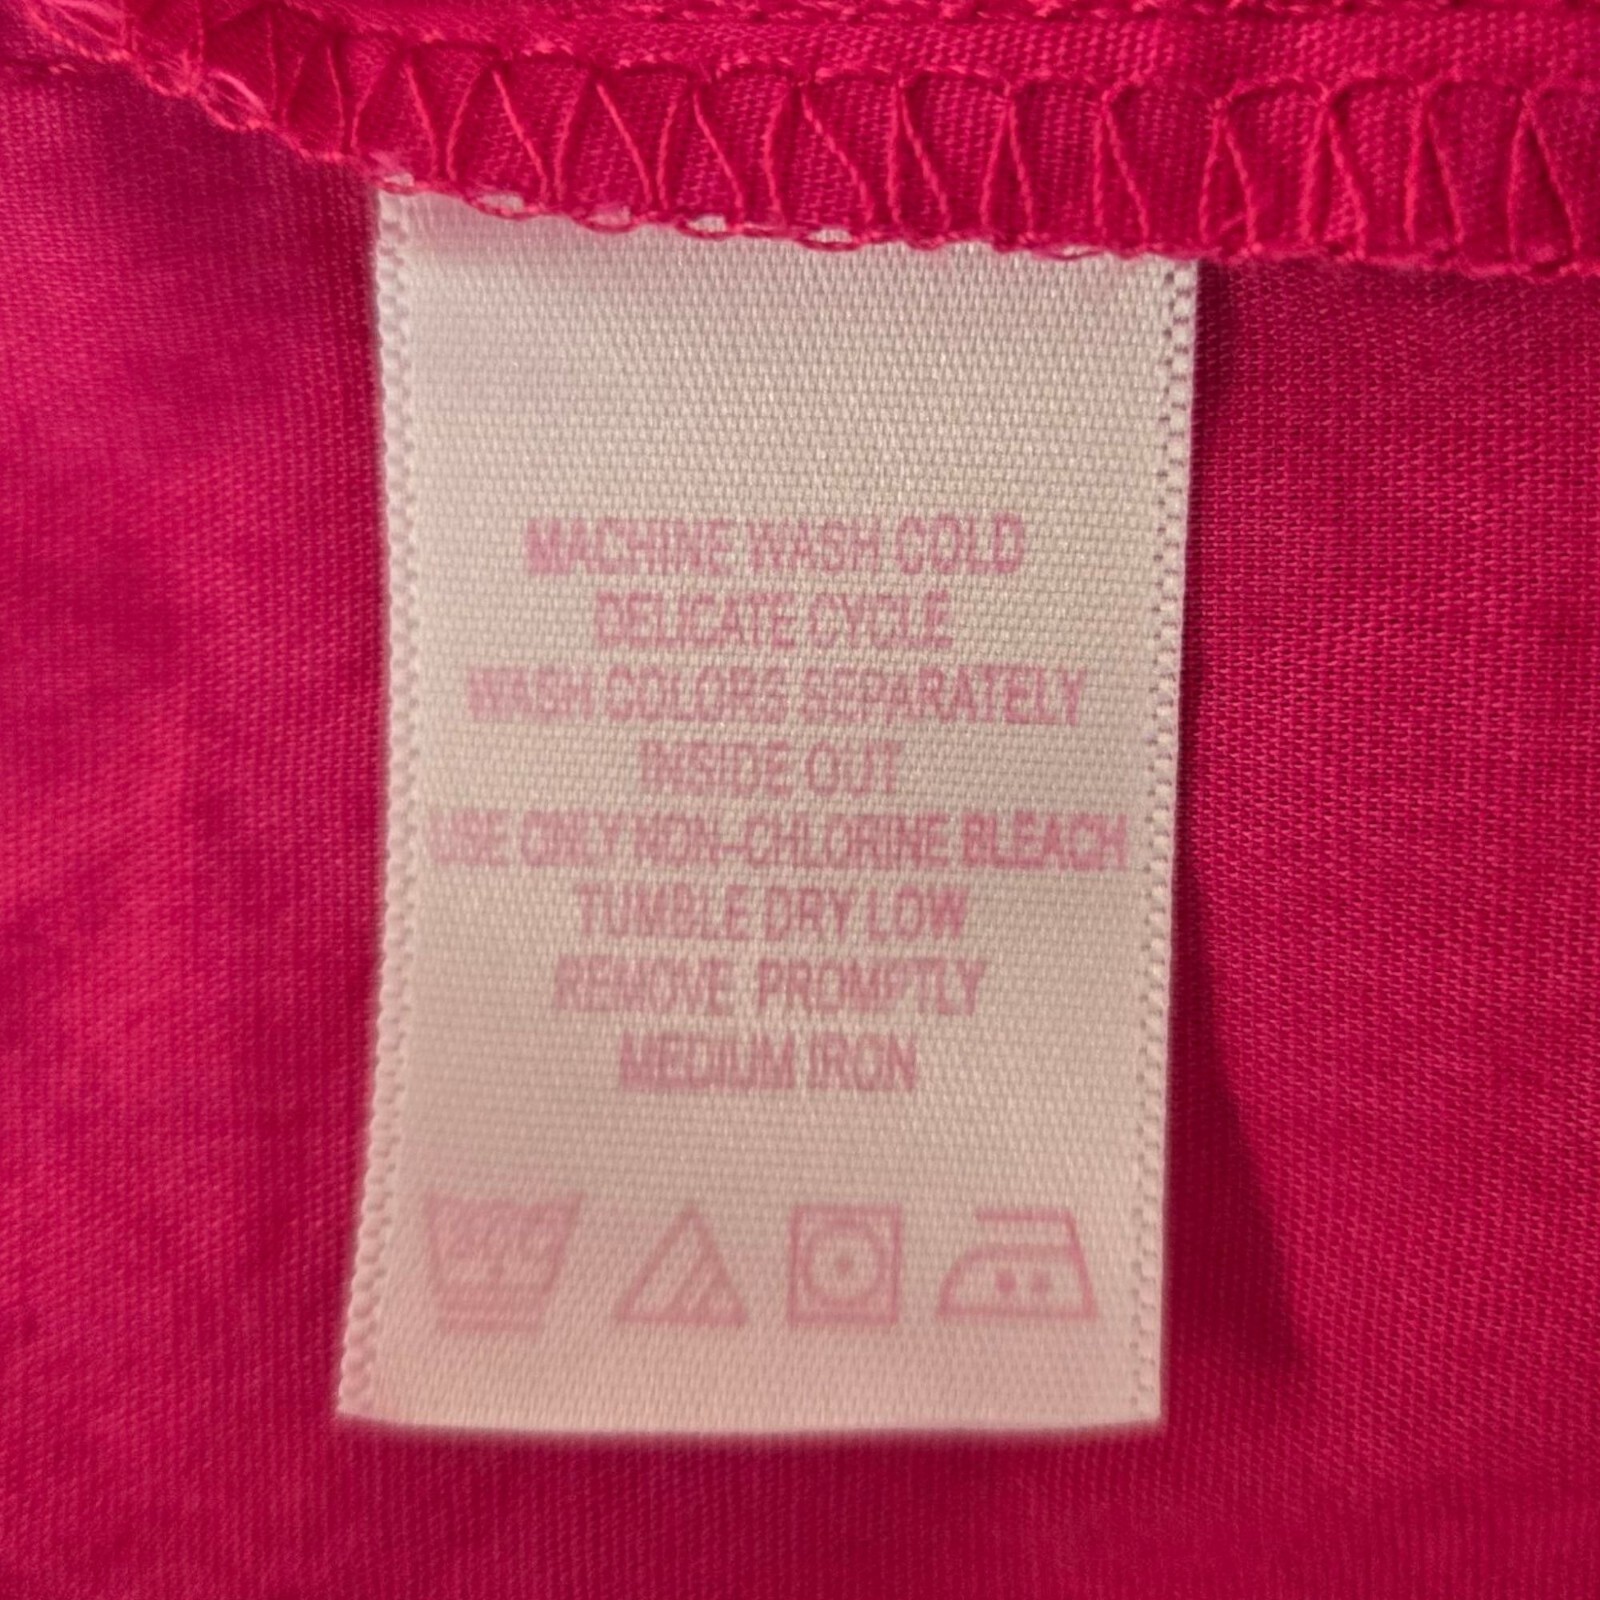 MACHINE WASH COLD
DELICATE CYCLE
WASH COLORS SEPARATELY
INSIDE OUT
USE ONLY NON-CHLORINE BLEACH
TUMBLE DRY LOW
REMOVE PROMPTLY
MEDIUM IRON
30C